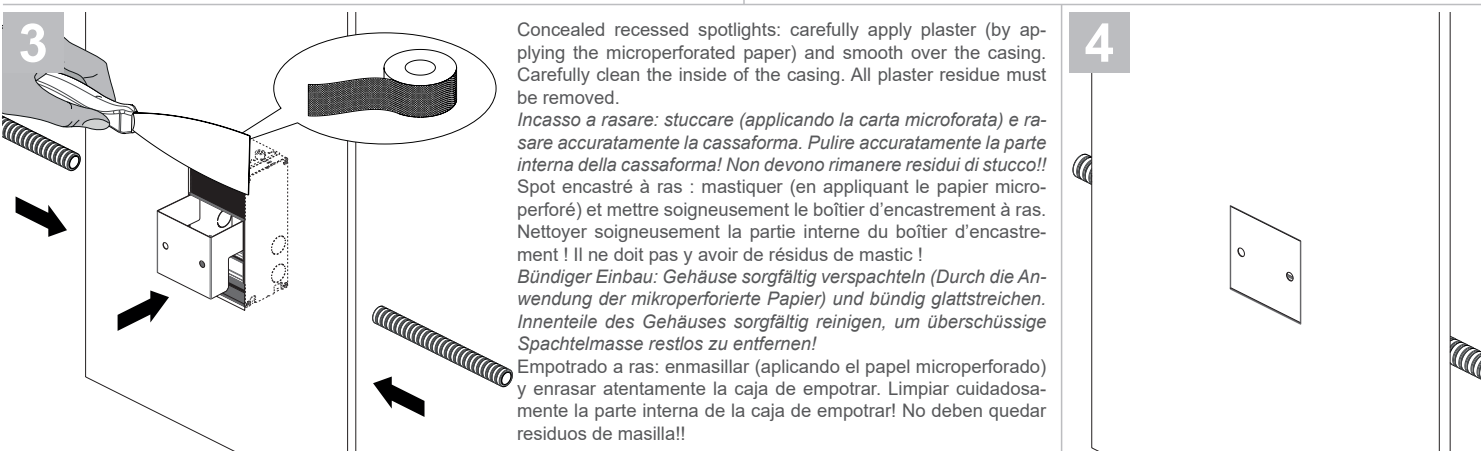 3
Concealed recessed spotlights: carefully apply plaster (by ap-
plying the microperforated paper) and smooth over the casing.
Carefully clean the inside of the casing. All plaster residue must
be removed.
Incasso a rasare: stuccare (applicando la carta microforata) e ra-
sare accuratamente la cassaforma. Pulire accuratamente la parte
interna della cassaforma! Non devono rimanere residui di stucco!!
Spot encastré à ras : mastiquer (en appliquant le papier micro-
perforé) et mettre soigneusement le boîtier d’encastrement à ras.
Nettoyer soigneusement la partie interne du boîtier d’encastre-
ment ! Il ne doit pas y avoir de résidus de mastic !
Bündiger Einbau: Gehäuse sorgfältig verspachteln (Durch die An-
wendung der mikroperforierte Papier) und bündig glattstreichen.
Innenteile des Gehäuses sorgfältig reinigen, um überschüssige
Spachtelmasse restlos zu entfernen!
Empotrado a ras: enmasillar (aplicando el papel microperforado)
y enrasar atentamente la caja de empotrar. Limpiar cuidadosa-
mente la parte interna de la caja de empotrar! No deben quedar
residuos de masilla!!
4